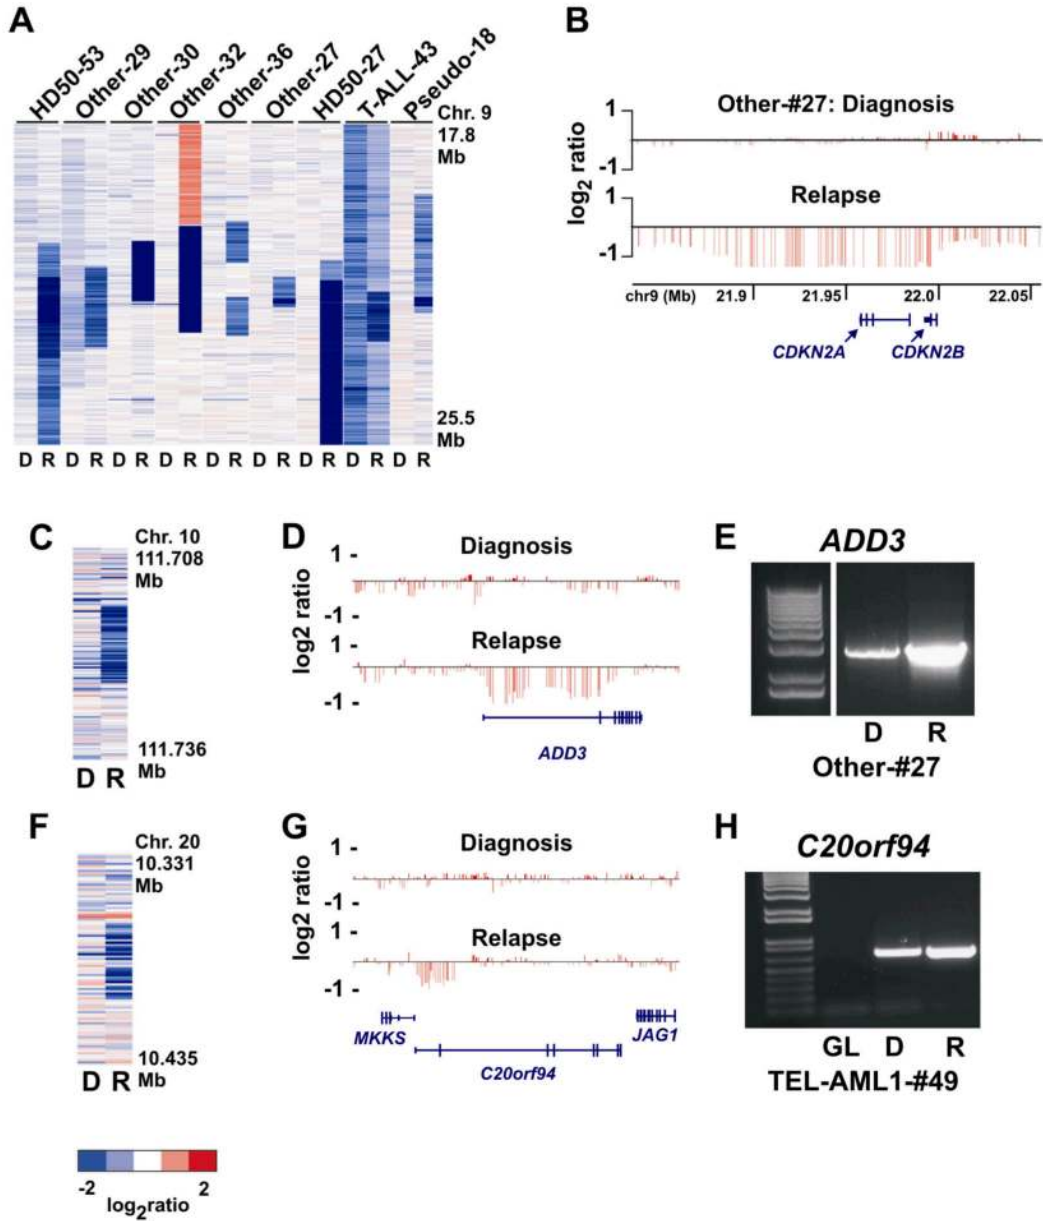 A
HD50-53
Other-29
Other-30
Other-32
Other-36
Other-27
HD50-27
T-ALL-43
Pseudo-18
Chr. 9
17.8
Mb
25.5
Mb
D R D R D R D R D R D R D R D R D R
B
Other-#27: Diagnosis
1
-1
log2 ratio
Relapse
1
-1
chr9 (Mb) 21.9 21.95 22.0 22.05
CDKN2A CDKN2B
C
Chr. 10
111.708
Mb
111.736
Mb
D R
D
Diagnosis
1 -
-1 -
log2 ratio
Relapse
1 -
-1 -
ADD3
E
ADD3
D R
Other-#27
F
Chr. 20
10.331
Mb
10.435
Mb
D R
G
Diagnosis
1 -
-1 -
log2 ratio
Relapse
1 -
-1 -
MKKS
JAG1
C20orf94
H
C20orf94
GL D R
TEL-AML1-#49
-2 2
log2ratio